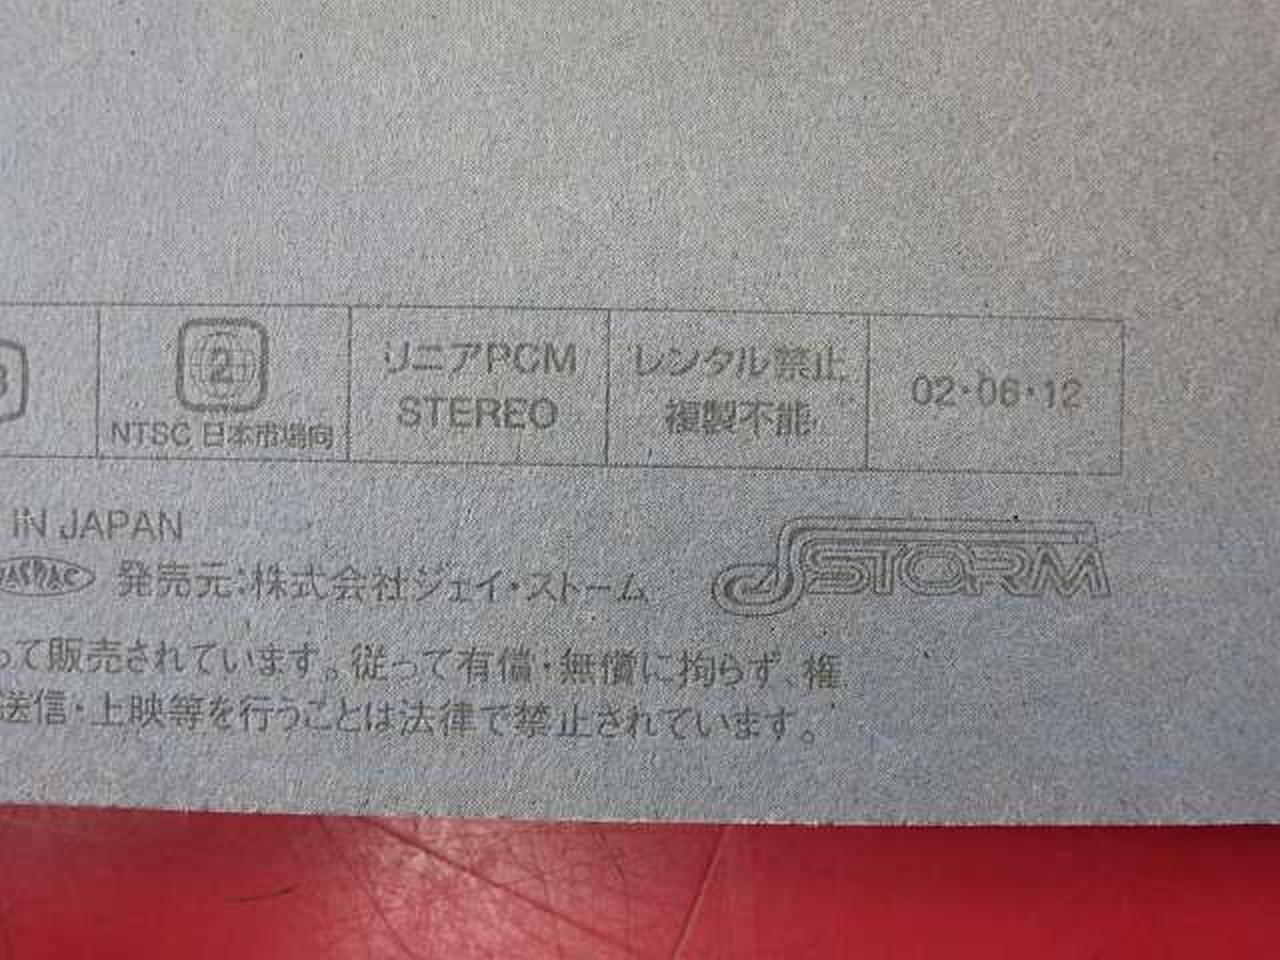 2
NTSC 日本市場向
リニアPCM
STEREO
レンタル禁止
複製不能
02・06・12
IN JAPAN
発売元:株式会社ジェイ・ストーム
J STORM
って販売されています。従って有償・無償に拘らず、権
送信・上映等を行うことは法律で禁止されています。